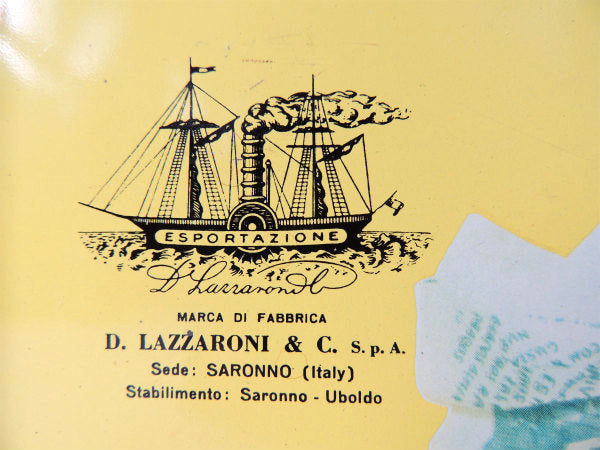 ESPORTAZIONE
D. Lazzaroni & C.
MARCA DI FABBRICA
D. LAZZARONI & C. S.p.A.
Sede: SARONNO (Italy)
Stabilimento: Saronno - Uboldo